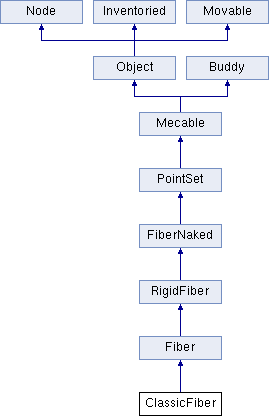 Node Inventoried Movable
Object Buddy
Mecable
PointSet
FiberNaked
RigidFiber
Fiber
ClassicFiber